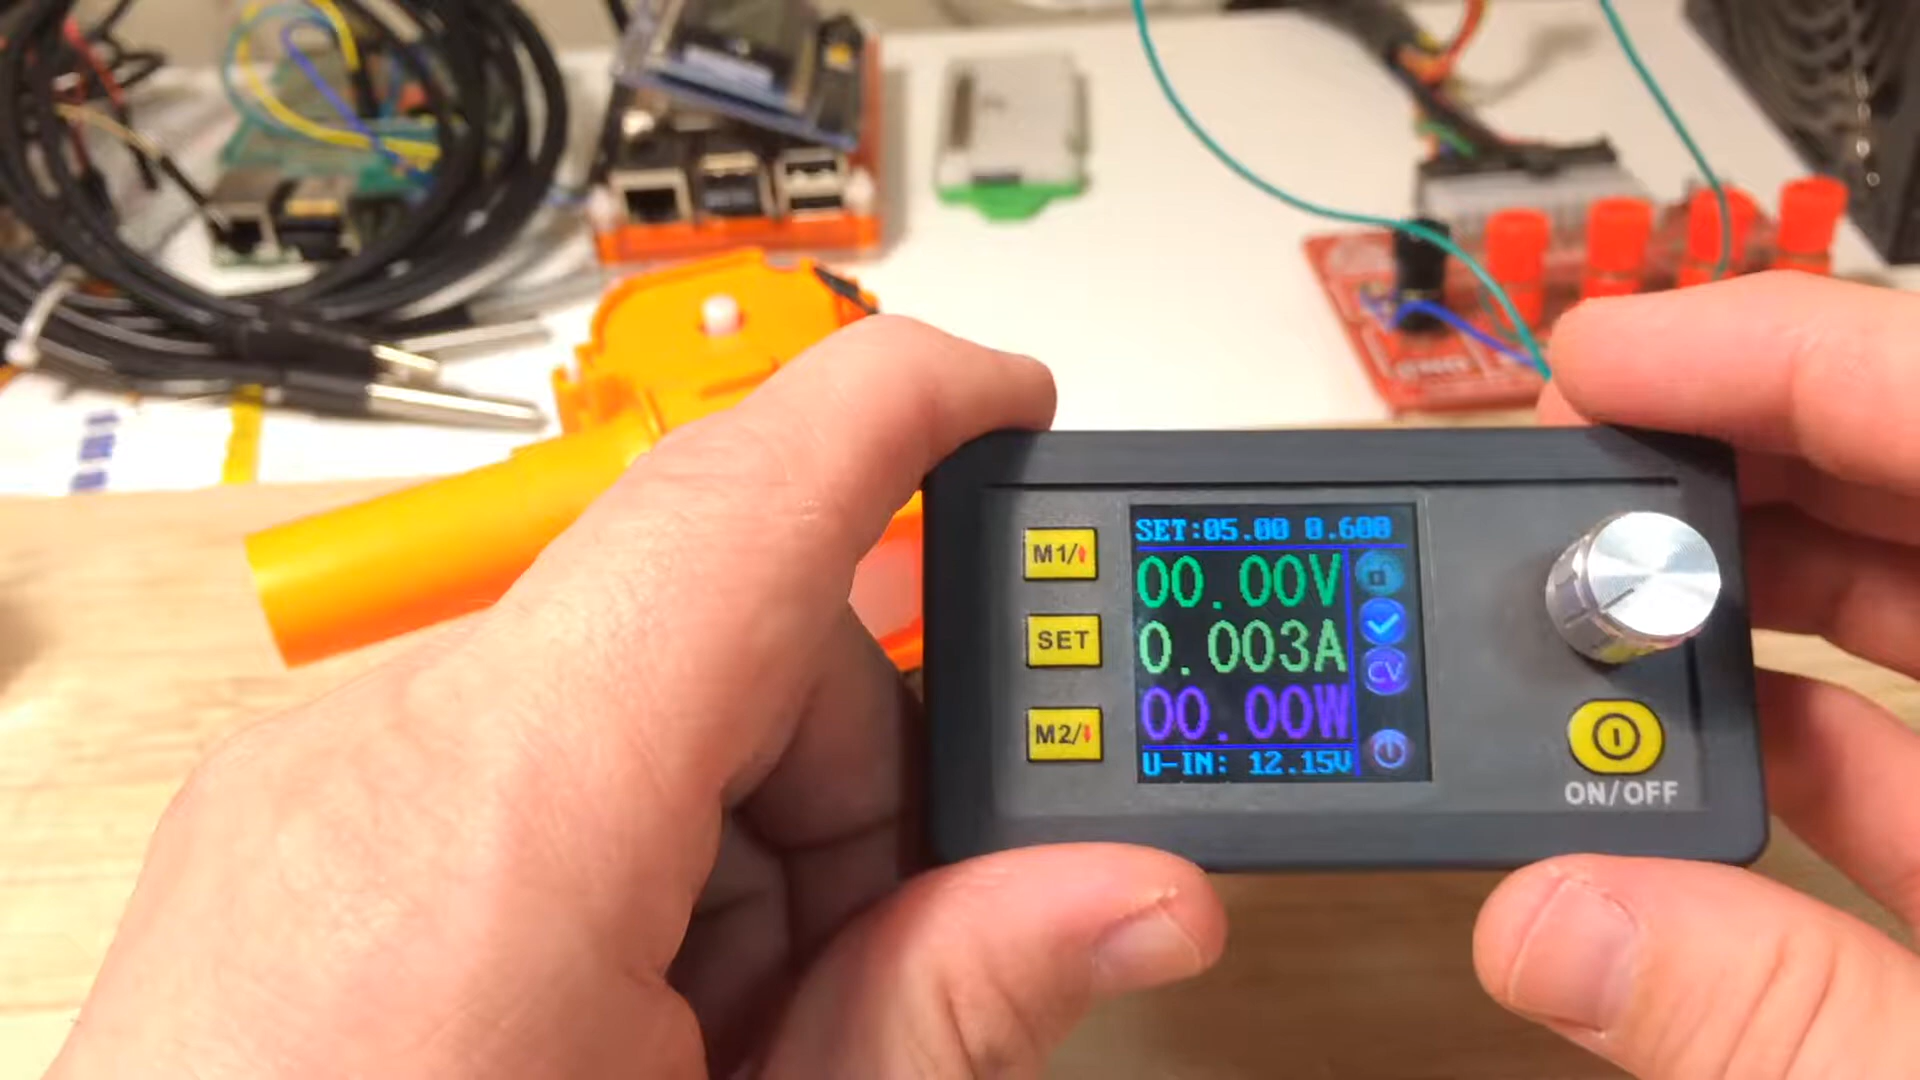 SET:05.00 0.600
M1/
00.00V
SET
0.003A
CV
M2/
00.00W
U-IN: 12.15V
ON/OFF